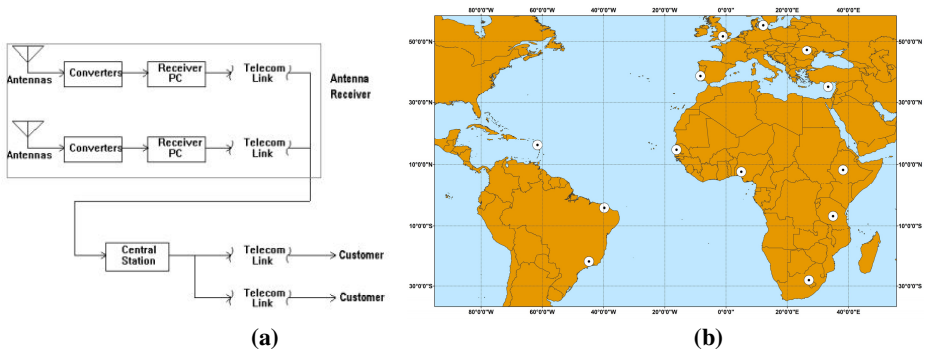 Antennas
Converters
Receiver
PC
Telecom
Link
Antenna
Receiver
Antennas
Converters
Receiver
PC
Telecom
Link
Central
Station
Telecom
Link
Customer
Telecom
Link
Customer
(a)
80°0'0"W 60°0'0"W 40°0'0"W 20°0'0"W 0°0'0" 20°0'0"E 40°0'0"E
50°0'0"N 50°0'0"N
30°0'0"N 30°0'0"N
10°0'0"N 10°0'0"N
10°0'0"S 10°0'0"S
30°0'0"S 30°0'0"S
80°0'0"W 60°0'0"W 40°0'0"W 20°0'0"W 0°0'0" 20°0'0"E 40°0'0"E
(b)